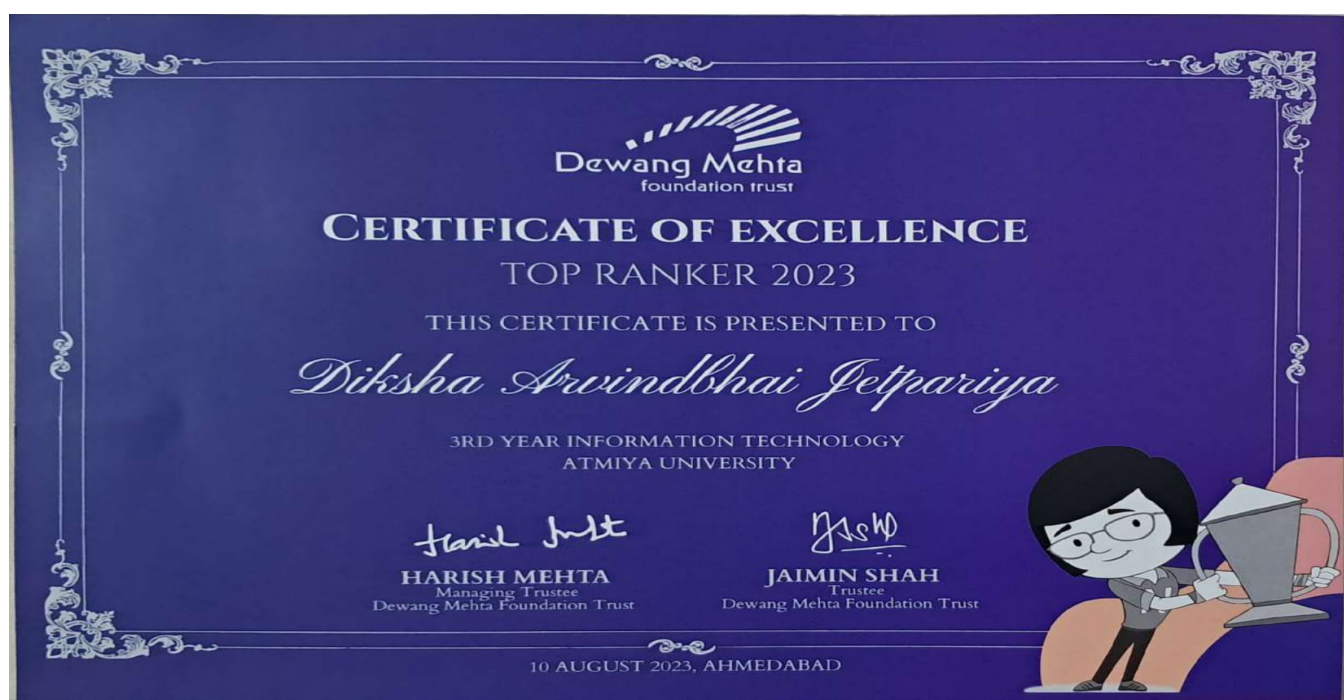 Dewang Mehta
foundation trust
CERTIFICATE OF EXCELLENCE
TOP RANKER 2023
THIS CERTIFICATE IS PRESENTED TO
Diksha Arvindbhai Jetpariya
3RD YEAR INFORMATION TECHNOLOGY
ATMIYA UNIVERSITY
HARISH MEHTA
Managing Trustee
Dewang Mehta Foundation Trust
JAIMIN SHAH
Trustee
Dewang Mehta Foundation Trust
10 AUGUST 2023, AHMEDABAD